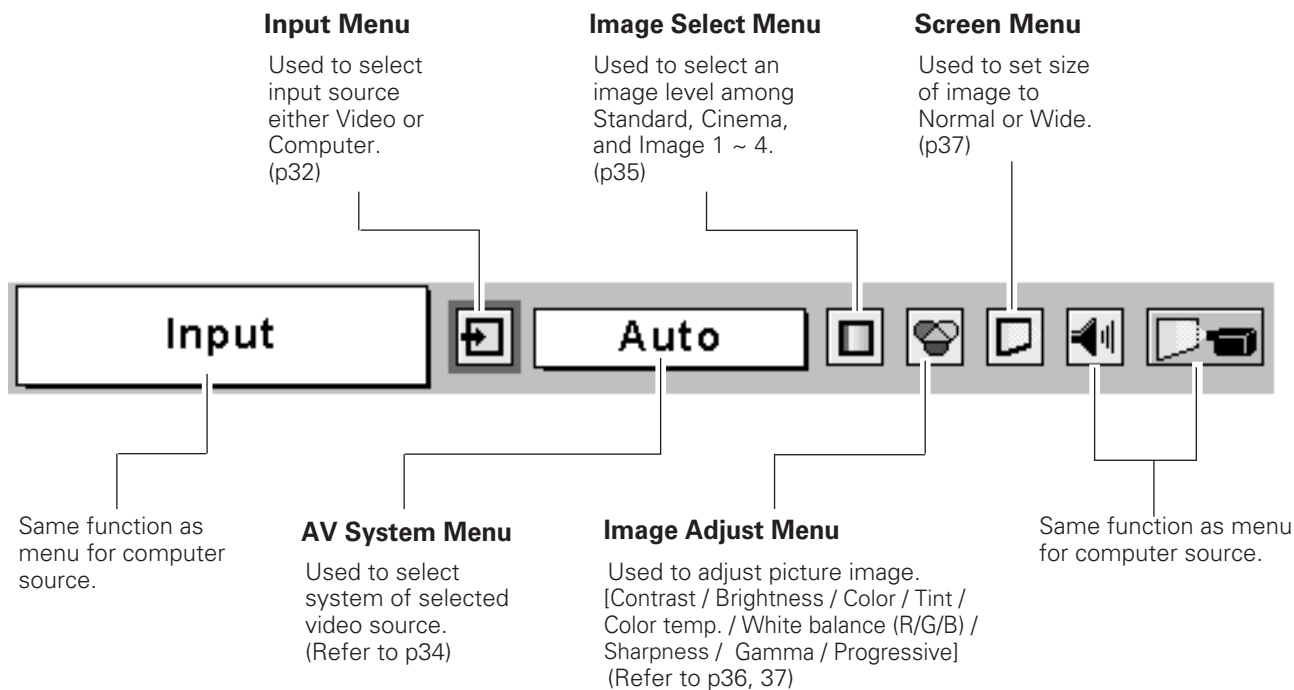 Input Menu
Used to select
input source
either Video or
Computer.
(p32)
Image Select Menu
Used to select an
image level among
Standard, Cinema,
and Image 1 ~ 4.
(p35)
Screen Menu
Used to set size
of image to
Normal or Wide.
(p37)
Input
Auto
Same function as
menu for computer
source.
AV System Menu
Used to select
system of selected
video source.
(Refer to p34)
Image Adjust Menu
Used to adjust picture image.
[Contrast / Brightness / Color / Tint /
Color temp. / White balance (R/G/B) /
Sharpness / Gamma / Progressive]
(Refer to p36, 37)
Same function as menu
for computer source.